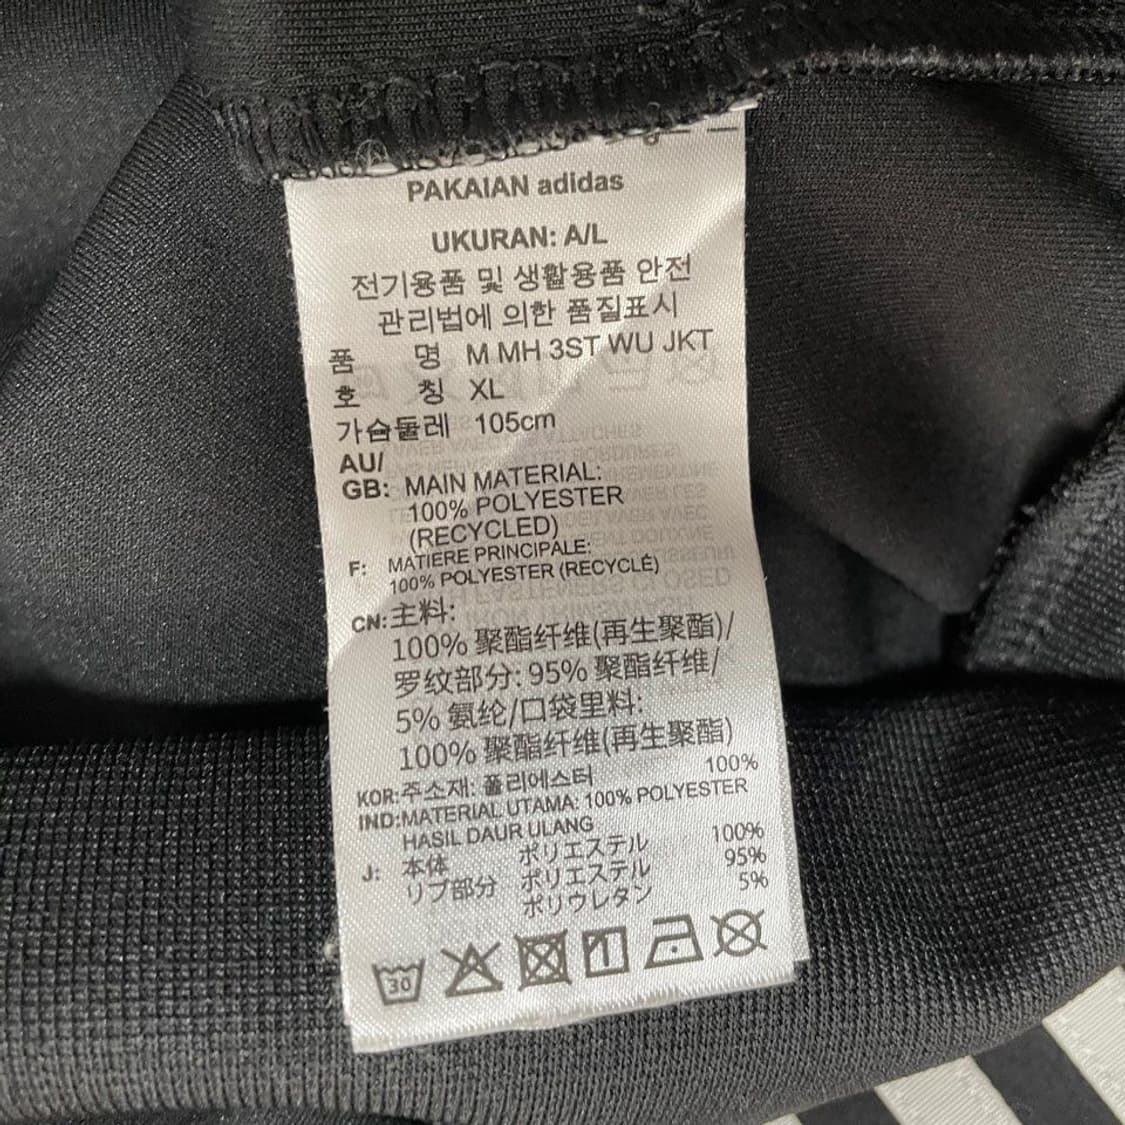 PAKAIAN adidas
UKURAN: A/L
전기용품 및 생활용품 안전
관리법에 의한 품질표시
품 명 M MH 3ST WU JKT
호 칭 XL
가슴둘레 105cm
AU/
GB: MAIN MATERIAL:
100% POLYESTER
(RECYCLED)
F: MATIERE PRINCIPALE:
100% POLYESTER (RECYCLÉ)
CN: 主料:
100% 聚酯纤维(再生聚酯)/
罗纹部分: 95% 聚酯纤维/
5% 氨纶/口袋里料:
100% 聚酯纤维(再生聚酯)
KOR: 주소재: 폴리에스터 100%
IND: MATERIAL UTAMA: 100% POLYESTER
HASIL DAUR ULANG
J: 本体 ポリエステル 100%
リブ部分 ポリエステル 95%
ポリウレタン 5%
30